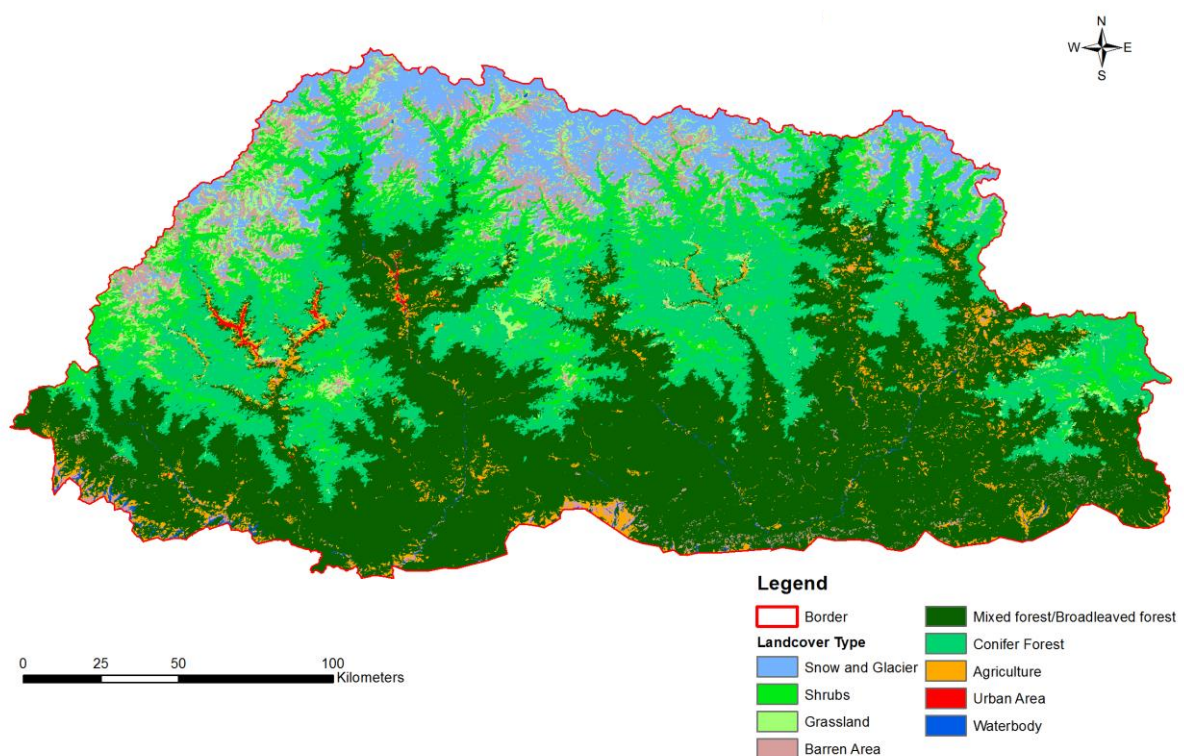 N
W E
S
Legend
Border
Landcover Type
Snow and Glacier
Shrubs
Grassland
Barren Area
Mixed forest/Broadleaved forest
Conifer Forest
Agriculture
Urban Area
Waterbody
0 25 50 100
Kilometers